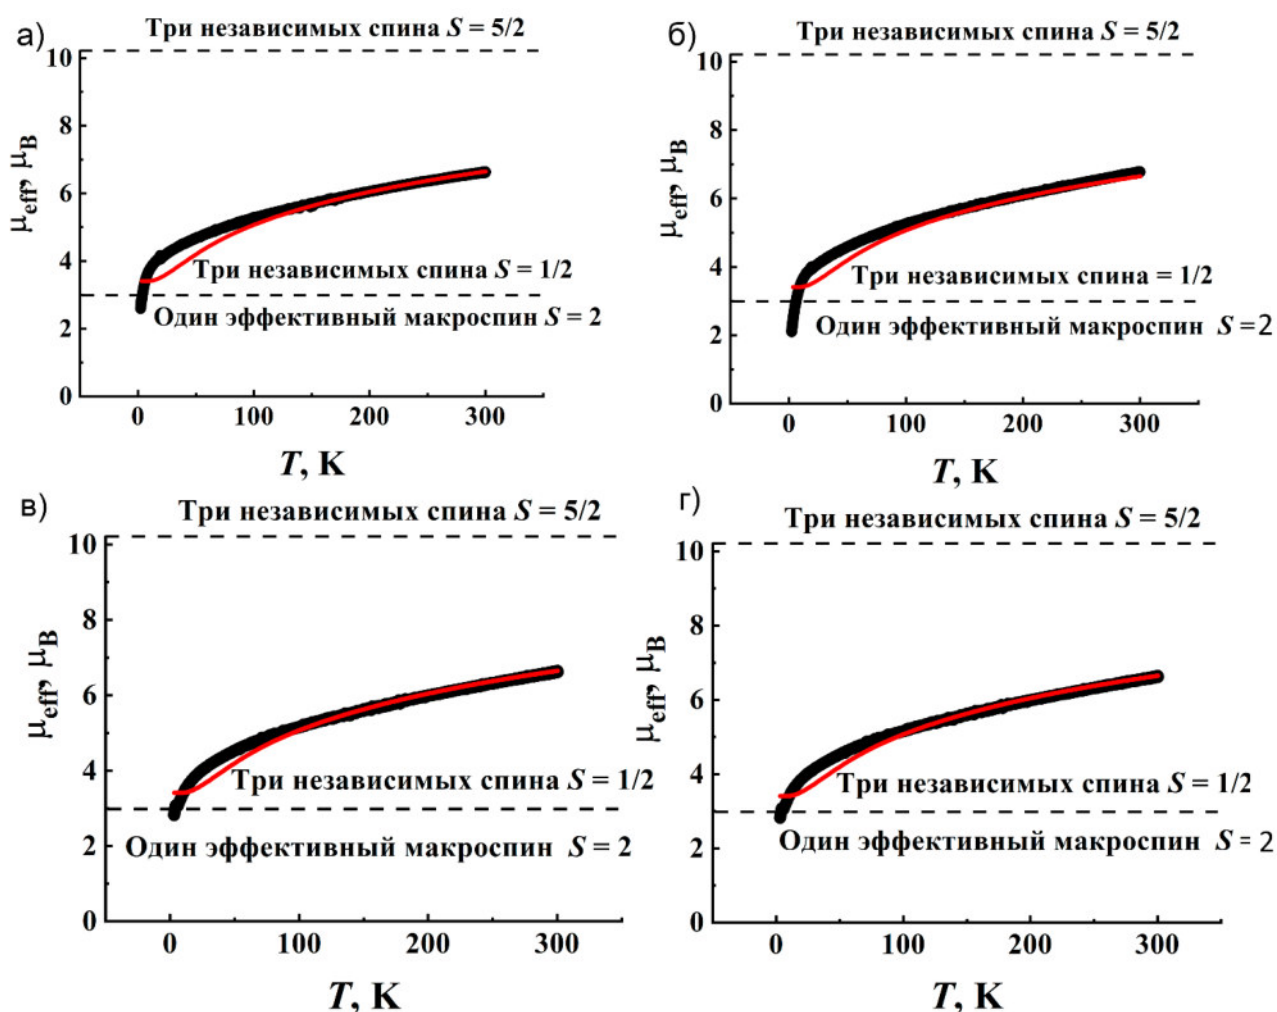 а)
Три независимых спина S = 5/2
10
8
6
4
2
0
μeff, μB
Три независимых спина S = 1/2
Один эффективный макроспин S = 2
0 100 200 300
T, K
б)
Три независимых спина S = 5/2
10
8
6
4
2
0
μeff, μB
Три независимых спина = 1/2
Один эффективный макроспин S = 2
0 100 200 300
T, K
в)
Три независимых спина S = 5/2
10
8
6
4
2
0
μeff, μB
Три независимых спина S = 1/2
Один эффективный макроспин S = 2
0 100 200 300
T, K
г)
Три независимых спина S = 5/2
10
8
6
4
2
0
μeff, μB
Три независимых спина S = 1/2
Один эффективный макроспин S = 2
0 100 200 300
T, K